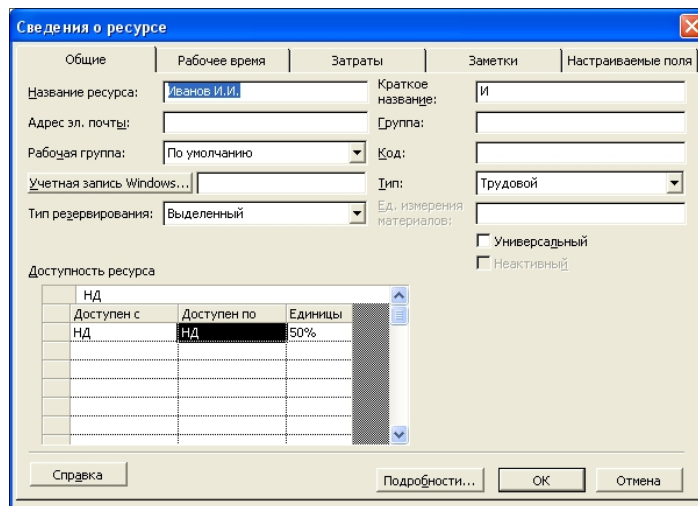 Сведения о ресурсе
Общие Рабочее время Затраты Заметки Настраиваемые поля
Название ресурса: Иванов И.И. Краткое название: И
Адрес эл. почты: Группа:
Рабочая группа: По умолчанию Код:
Учетная запись Windows... Тип: Трудовой
Тип резервирования: Выделенный Ед. измерения материалов:
Универсальный
Неактивный
Доступность ресурса
НД
Доступен с Доступен по Единицы
НД НД 50%
Справка Подробности... ОК Отмена